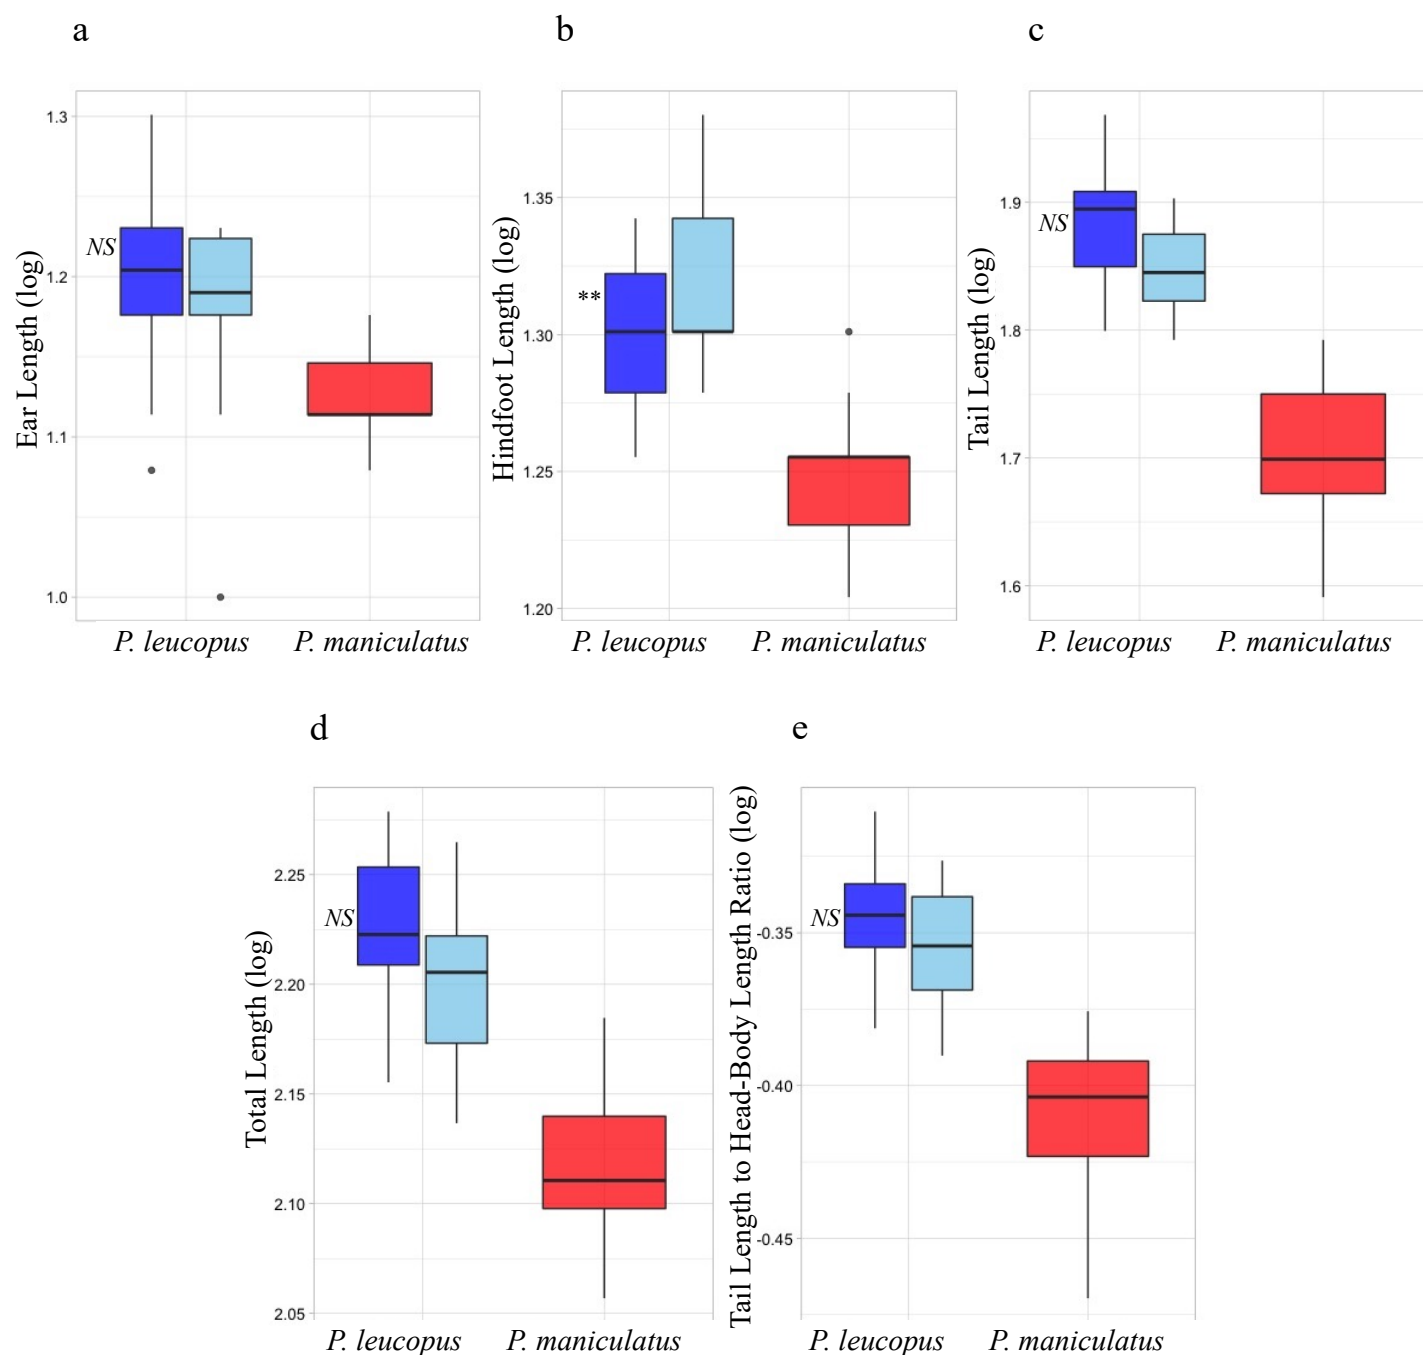 a
b
c
Ear Length (log)
1.3
1.2
1.1
1.0
NS
P. leucopus
P. maniculatus
Hindfoot Length (log)
1.35
1.30
1.25
1.20
**
P. leucopus
P. maniculatus
Tail Length (log)
1.9
1.8
1.7
1.6
NS
P. leucopus
P. maniculatus
d
e
Total Length (log)
2.25
2.20
2.15
2.10
2.05
NS
P. leucopus
P. maniculatus
Tail Length to Head-Body Length Ratio (log)
-0.35
-0.40
-0.45
NS
P. leucopus
P. maniculatus